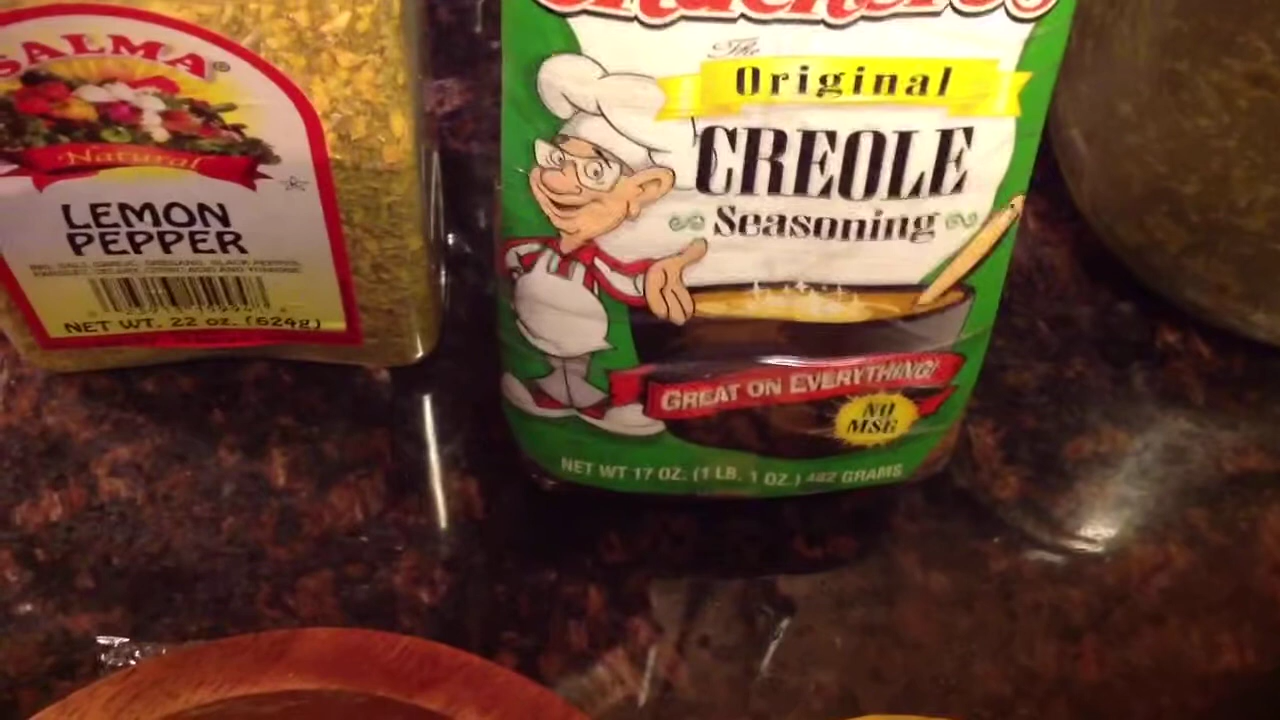 SALMA®
Natural
LEMON
PEPPER
NET WT. 22 oz. (624g)
The
Original
CREOLE
Seasoning
GREAT ON EVERYTHING!
NO
MSG
NET WT 17 OZ. (1 LB. 1 OZ.) 482 GRAMS